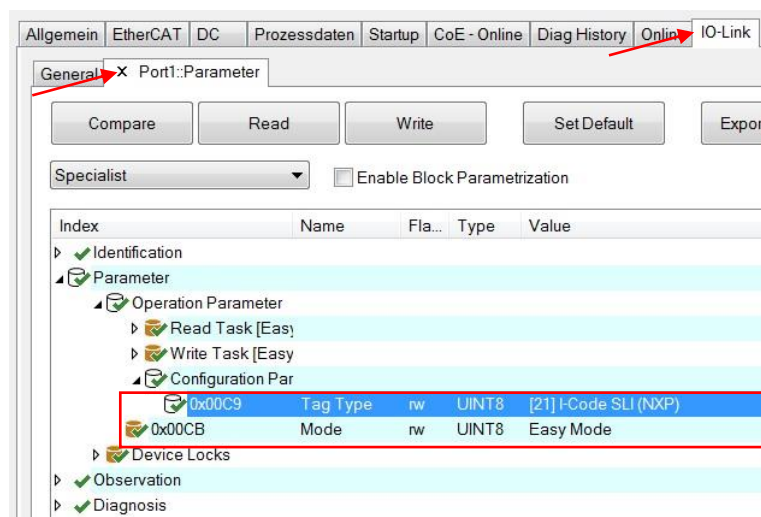 Allgemein EtherCAT DC Prozessdaten Startup CoE - Online Diag History Online IO-Link
General X Port1::Parameter
Compare Read Write Set Default Expor
Specialist Enable Block Parametrization
Index Name Fla... Type Value
Identification
Parameter
Operation Parameter
Read Task [Easy
Write Task [Easy
Configuration Par
0x00C9 Tag Type rw UINT8 [21] I-Code SLI (NXP)
0x00CB Mode rw UINT8 Easy Mode
Device Locks
Observation
Diagnosis